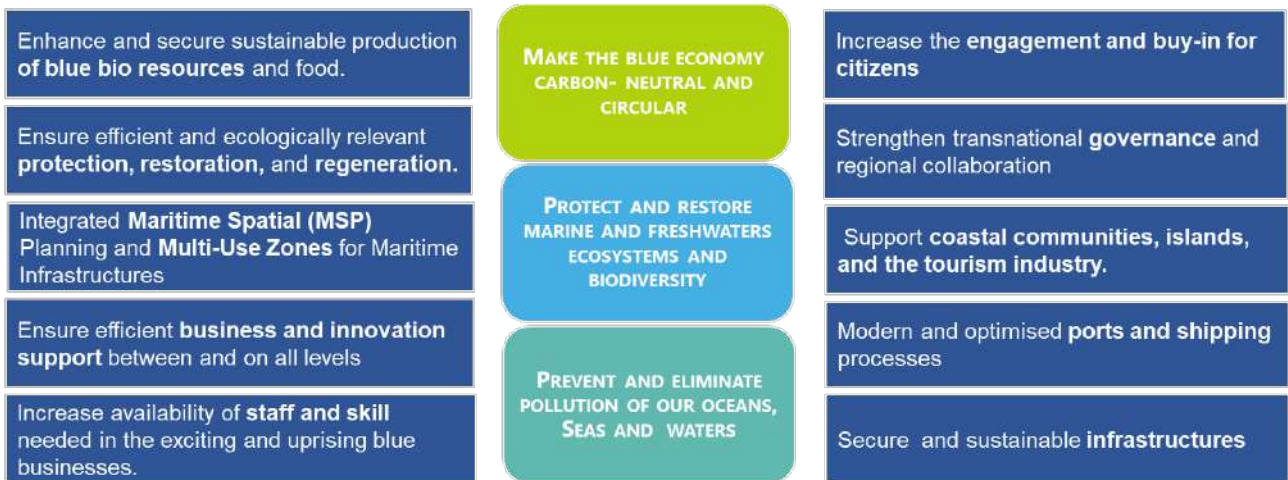 Enhance and secure sustainable production
of blue bio resources and food.
Ensure efficient and ecologically relevant
protection, restoration, and regeneration.
Integrated Maritime Spatial (MSP)
Planning and Multi-Use Zones for Maritime
Infrastructures
Ensure efficient business and innovation
support between and on all levels
Increase availability of staff and skill
needed in the exciting and uprising blue
businesses.
MAKE THE BLUE ECONOMY
CARBON- NEUTRAL AND
CIRCULAR
PROTECT AND RESTORE
MARINE AND FRESHWATERS
ECOSYSTEMS AND
BIODIVERSITY
PREVENT AND ELIMINATE
POLLUTION OF OUR OCEANS,
SEAS AND WATERS
Increase the engagement and buy-in for
citizens
Strengthen transnational governance and
regional collaboration
Support coastal communities, islands,
and the tourism industry.
Modern and optimised ports and shipping
processes
Secure and sustainable infrastructures